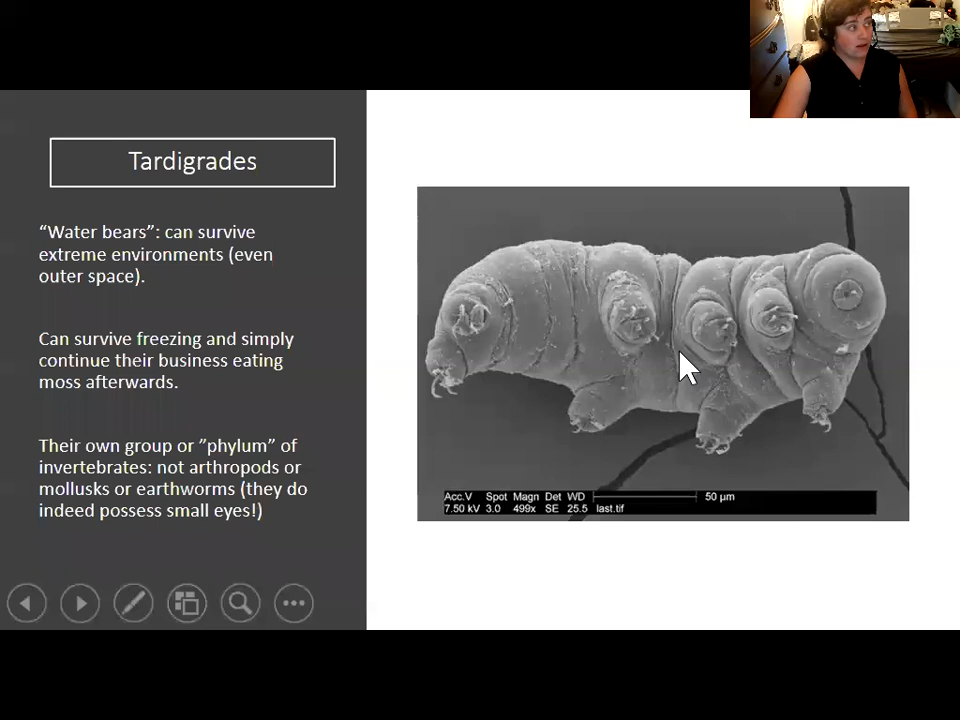 Tardigrades
“Water bears”: can survive
extreme environments (even
outer space).
Can survive freezing and simply
continue their business eating
moss afterwards.
Their own group or ”phylum” of
invertebrates: not arthropods or
mollusks or earthworms (they do
indeed possess small eyes!)
Acc.V Spot Magn Det WD 50 µm
7.50 kV 3.0 499x SE 25.5 last.tif